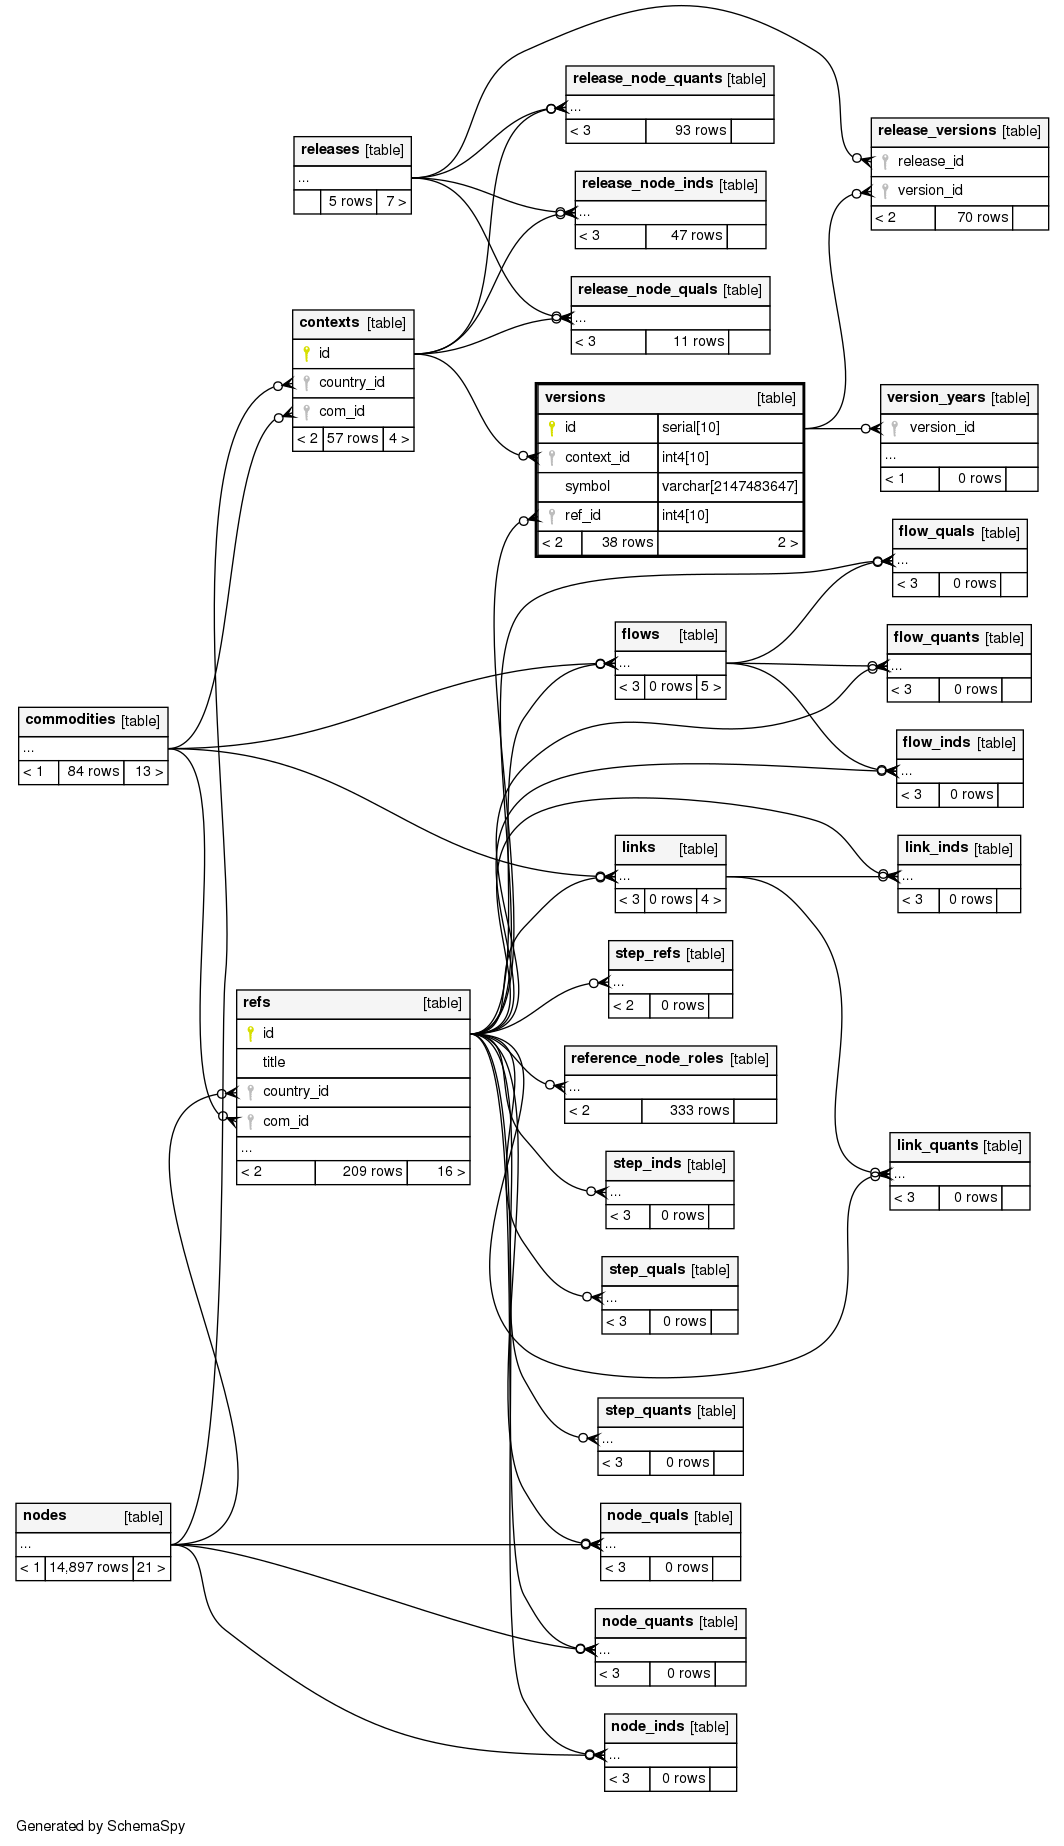 release_node_quants [table]
...
< 3 93 rows
releases [table]
...
5 rows 7 >
release_versions [table]
release_id
version_id
< 2 70 rows
release_node_inds [table]
...
< 3 47 rows
release_node_quals [table]
...
< 3 11 rows
contexts [table]
id
country_id
com_id
< 2 57 rows 4 >
versions [table]
id serial[10]
context_id int4[10]
symbol varchar[2147483647]
ref_id int4[10]
< 2 38 rows 2 >
version_years [table]
version_id
...
< 1 0 rows
flow_quals [table]
...
< 3 0 rows
flows [table]
...
< 3 0 rows 5 >
flow_quants [table]
...
< 3 0 rows
commodities [table]
...
< 1 84 rows 13 >
flow_inds [table]
...
< 3 0 rows
links [table]
...
< 3 0 rows 4 >
link_inds [table]
...
< 3 0 rows
step_refs [table]
...
< 2 0 rows
refs [table]
id
title
country_id
com_id
...
< 2 209 rows 16 >
reference_node_roles [table]
...
< 2 333 rows
link_quants [table]
...
< 3 0 rows
step_inds [table]
...
< 3 0 rows
step_quals [table]
...
< 3 0 rows
step_quants [table]
...
< 3 0 rows
nodes [table]
...
< 1 14,897 rows 21 >
node_quals [table]
...
< 3 0 rows
node_quants [table]
...
< 3 0 rows
node_inds [table]
...
< 3 0 rows
Generated by SchemaSpy